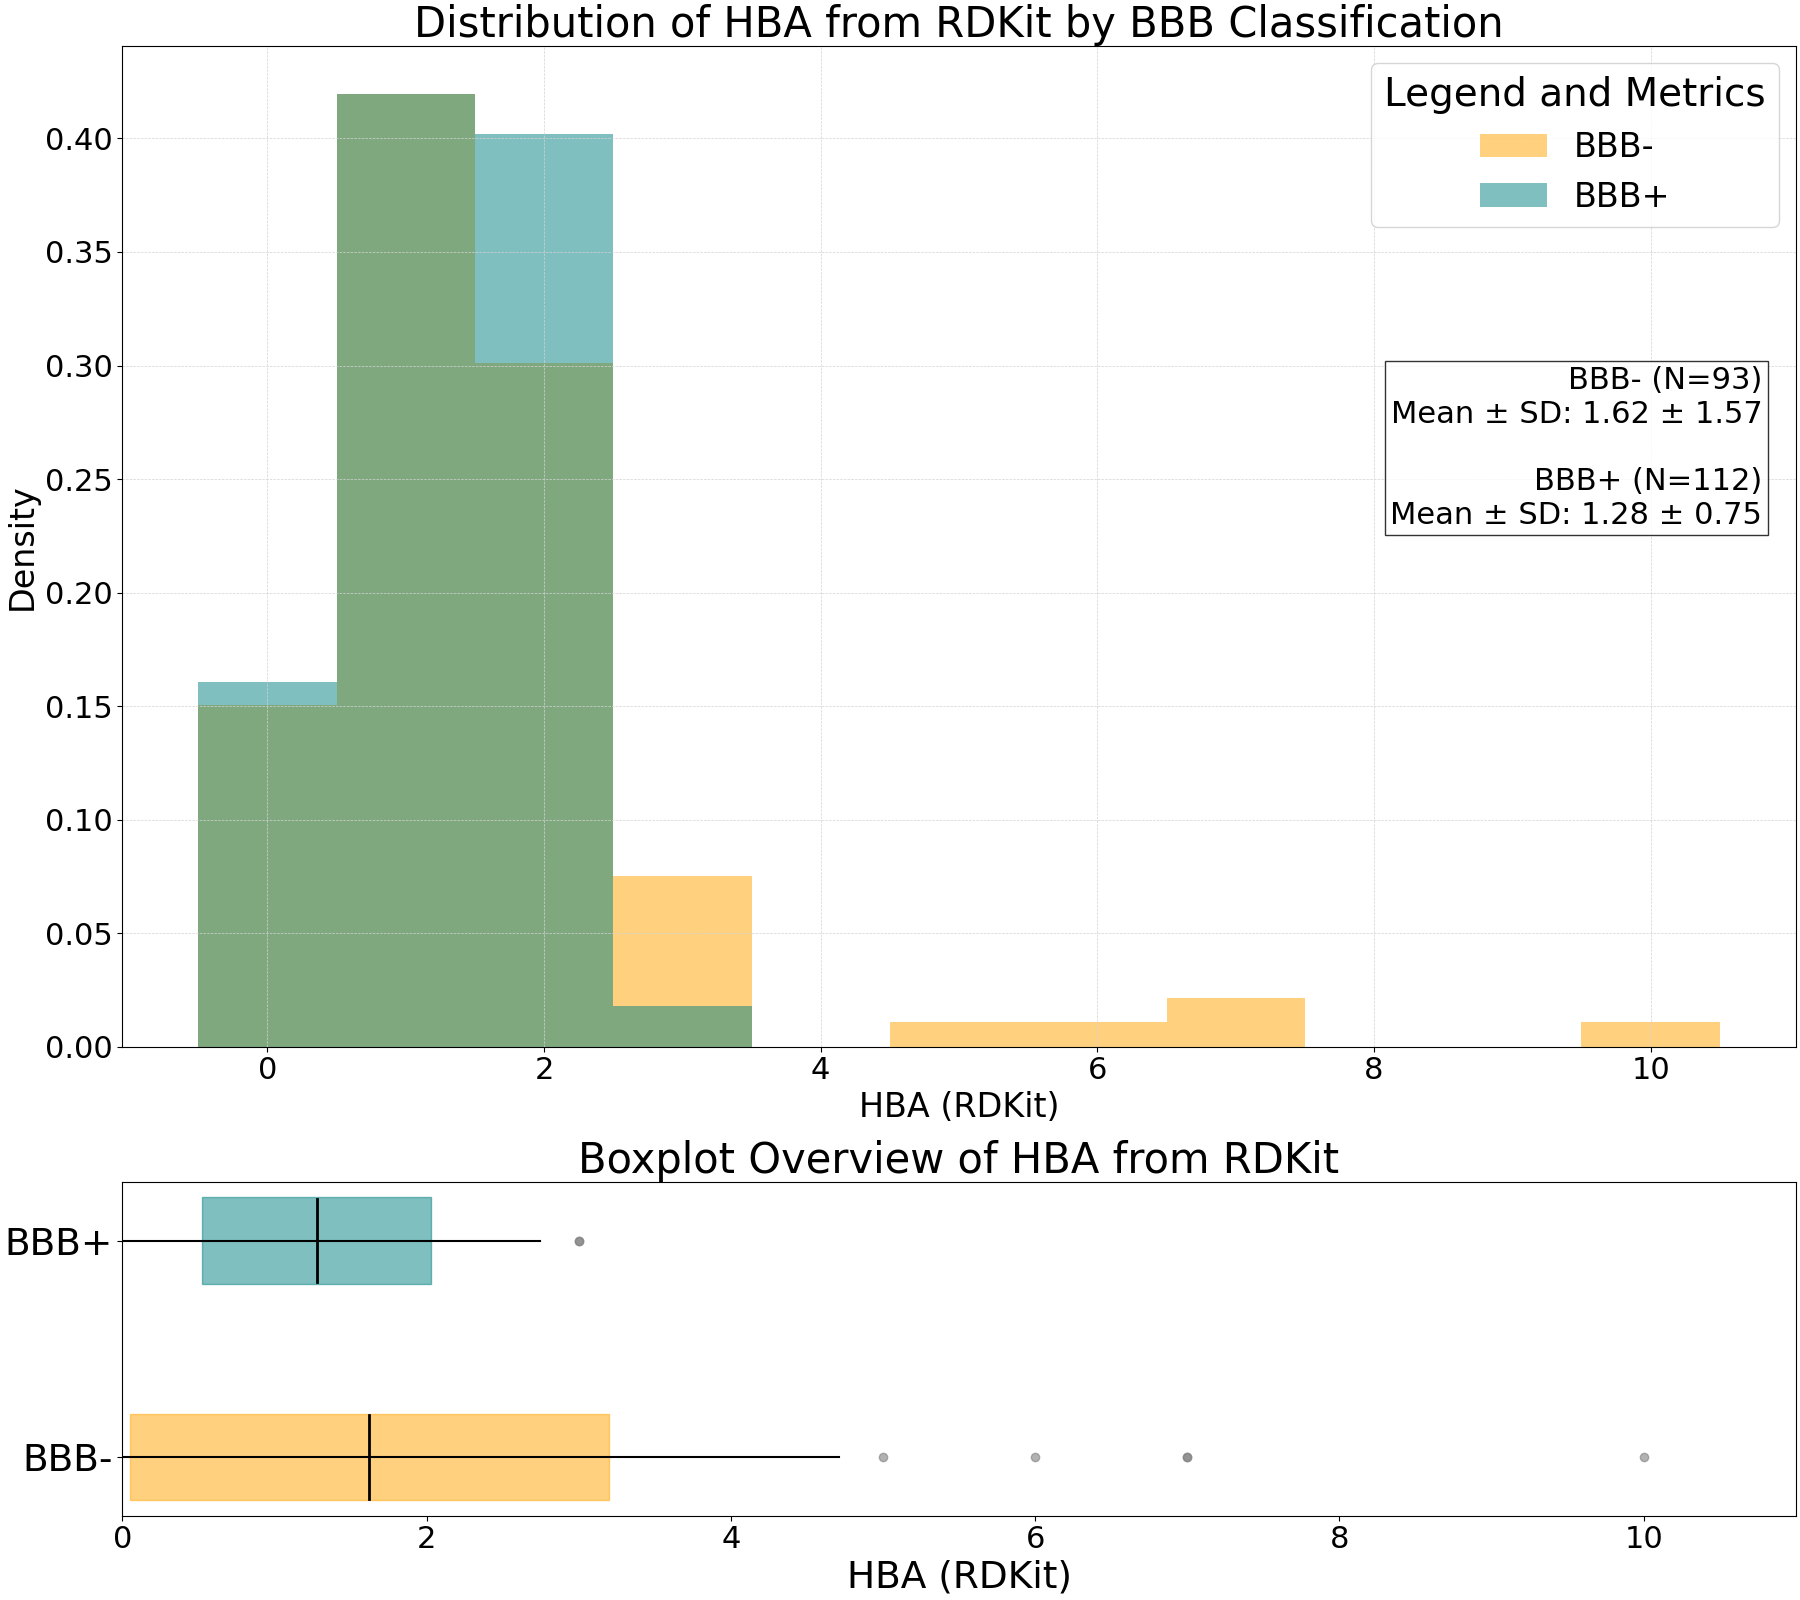 Distribution of HBA from RDKit by BBB Classification
Legend and Metrics
BBB-
BBB+
BBB- (N=93)
Mean ± SD: 1.62 ± 1.57
BBB+ (N=112)
Mean ± SD: 1.28 ± 0.75
Density
0.40
0.35
0.30
0.25
0.20
0.15
0.10
0.05
0.00
0 2 4 6 8 10
HBA (RDKit)
Boxplot Overview of HBA from RDKit
BBB+
BBB-
0 2 4 6 8 10
HBA (RDKit)